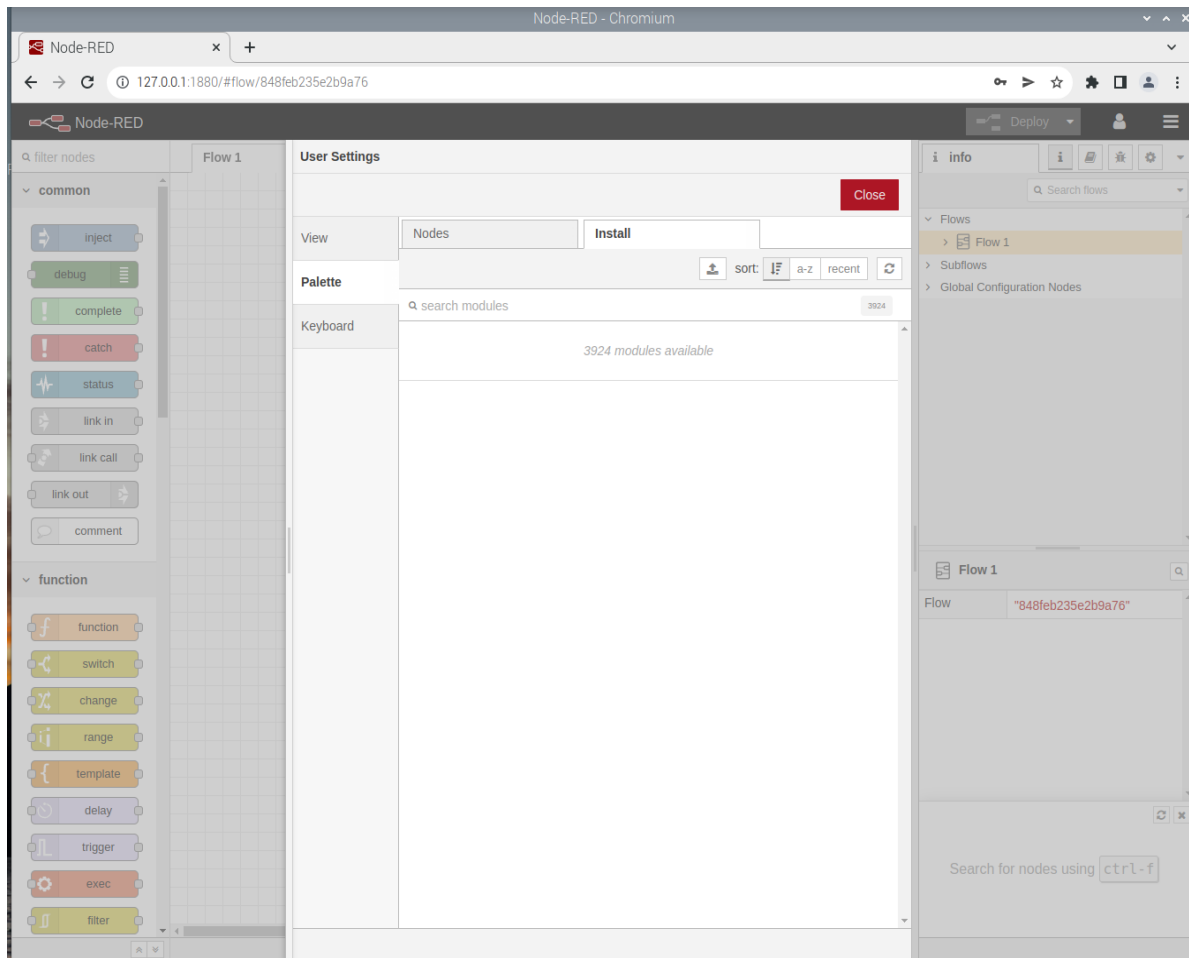 Node-RED - Chromium
Node-RED
127.0.0.1:1880/#flow/848feb235e2b9a76
Node-RED
Deploy
filter nodes
common
inject
debug
complete
catch
status
link in
link call
link out
comment
function
function
switch
change
range
template
delay
trigger
exec
filter
Flow 1
User Settings
Close
View
Palette
Keyboard
Nodes
Install
sort:
a-z
recent
search modules
3924
3924 modules available
i info
i
Search flows
Flows
Flow 1
Subflows
Global Configuration Nodes
Flow 1
Flow "848feb235e2b9a76"
Search for nodes using ctrl-f